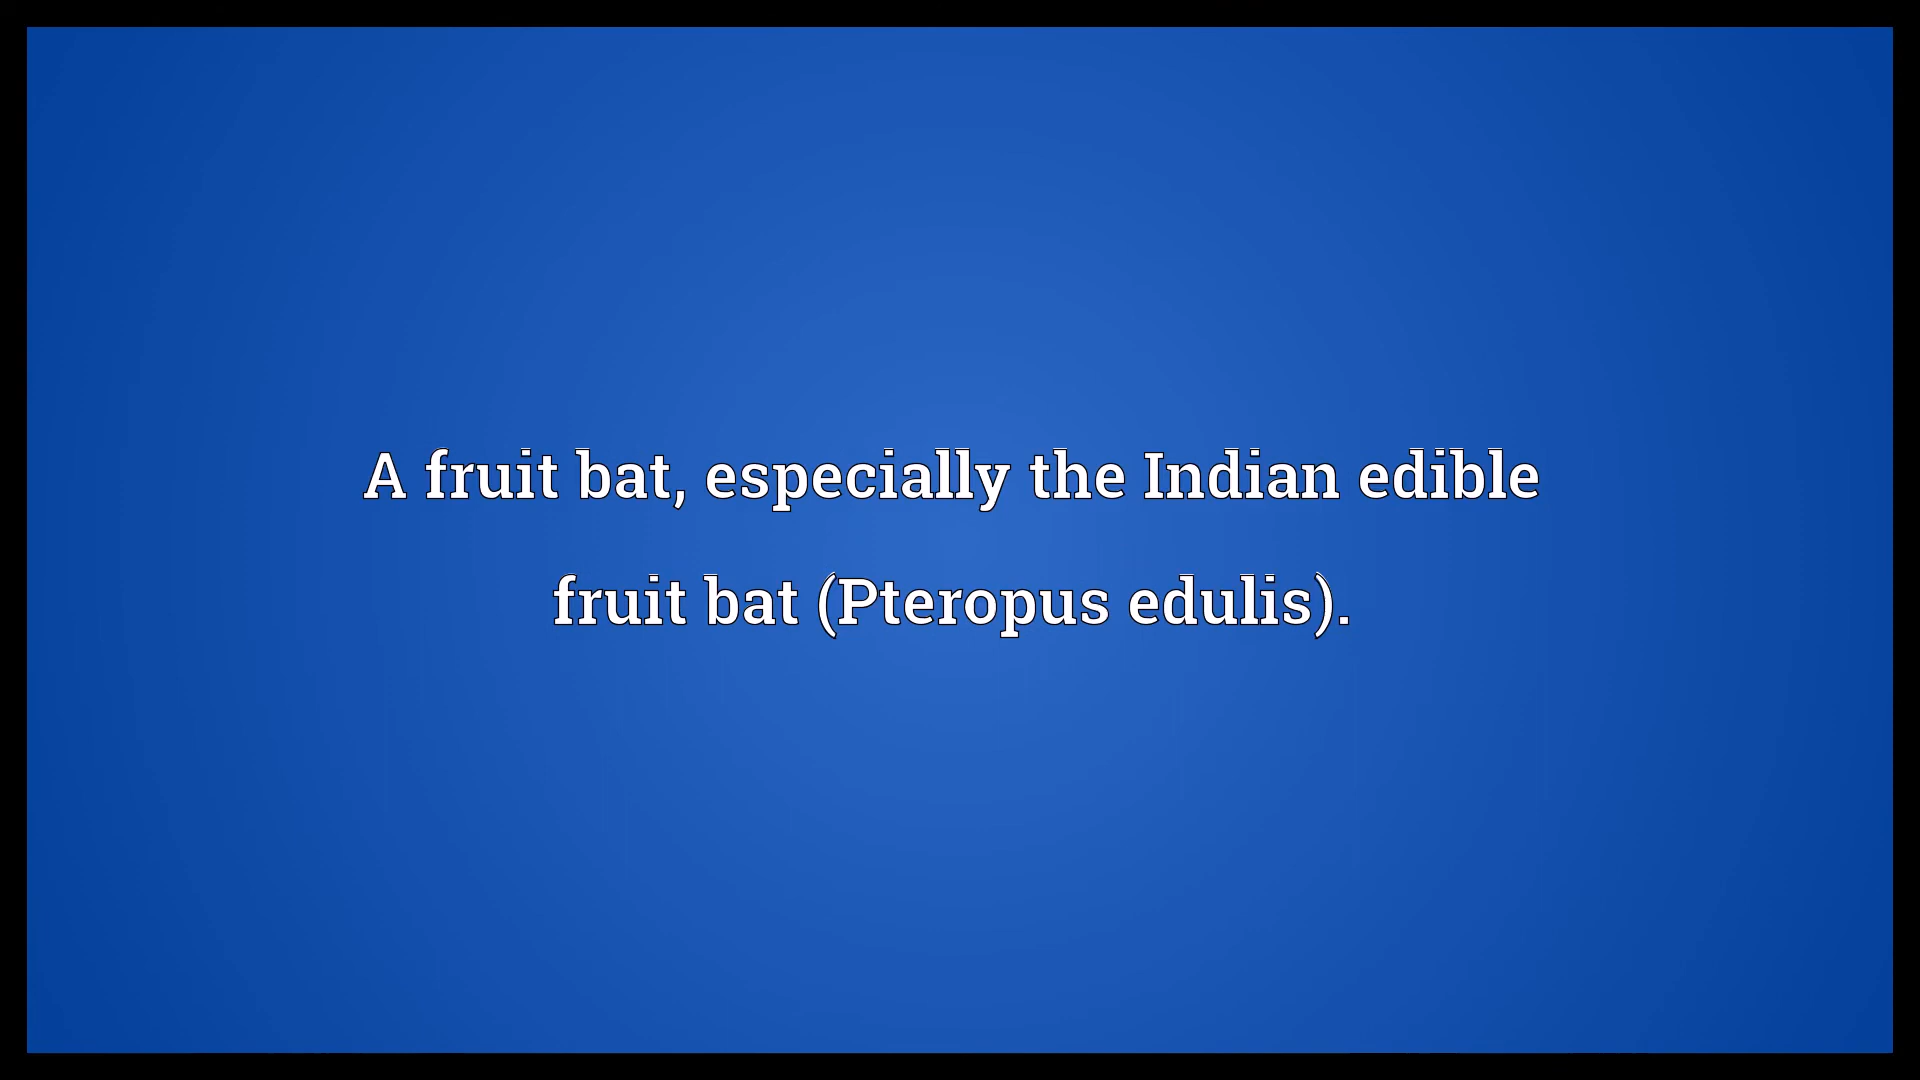 A fruit bat, especially the Indian edible
fruit bat (Pteropus edulis).